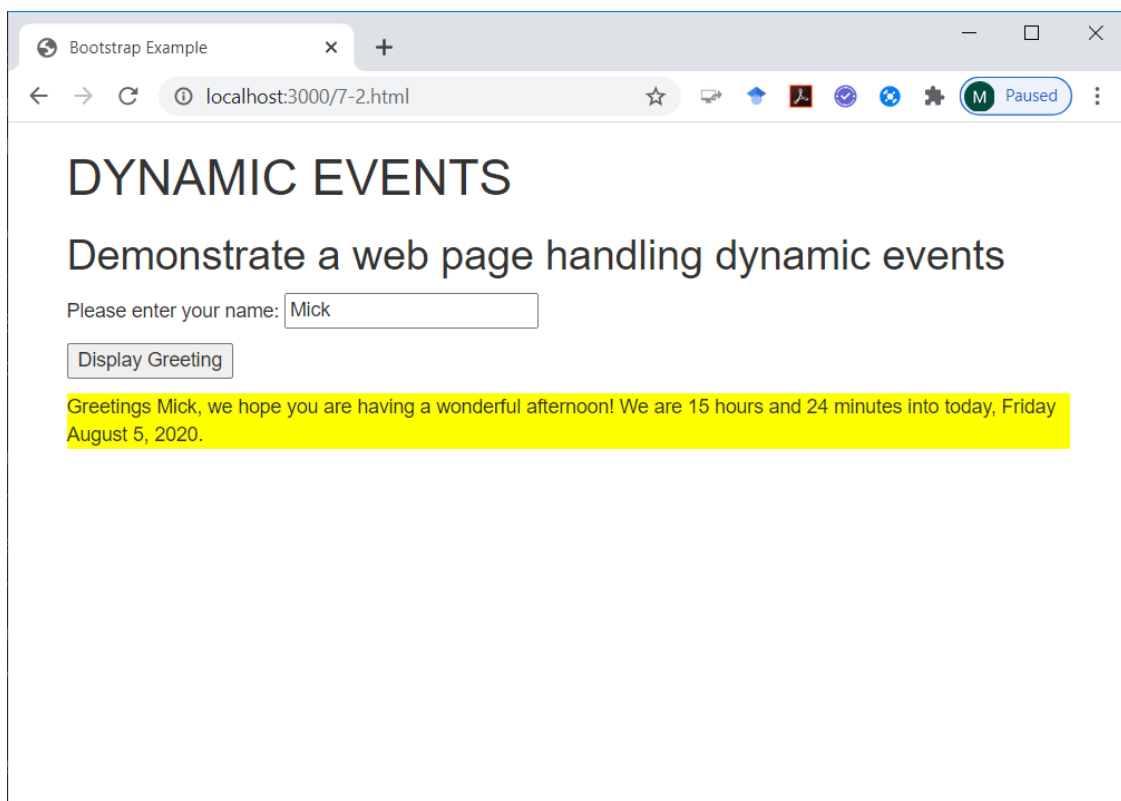 Bootstrap Example
localhost:3000/7-2.html
M Paused
DYNAMIC EVENTS
Demonstrate a web page handling dynamic events
Please enter your name: Mick
Display Greeting
Greetings Mick, we hope you are having a wonderful afternoon! We are 15 hours and 24 minutes into today, Friday
August 5, 2020.